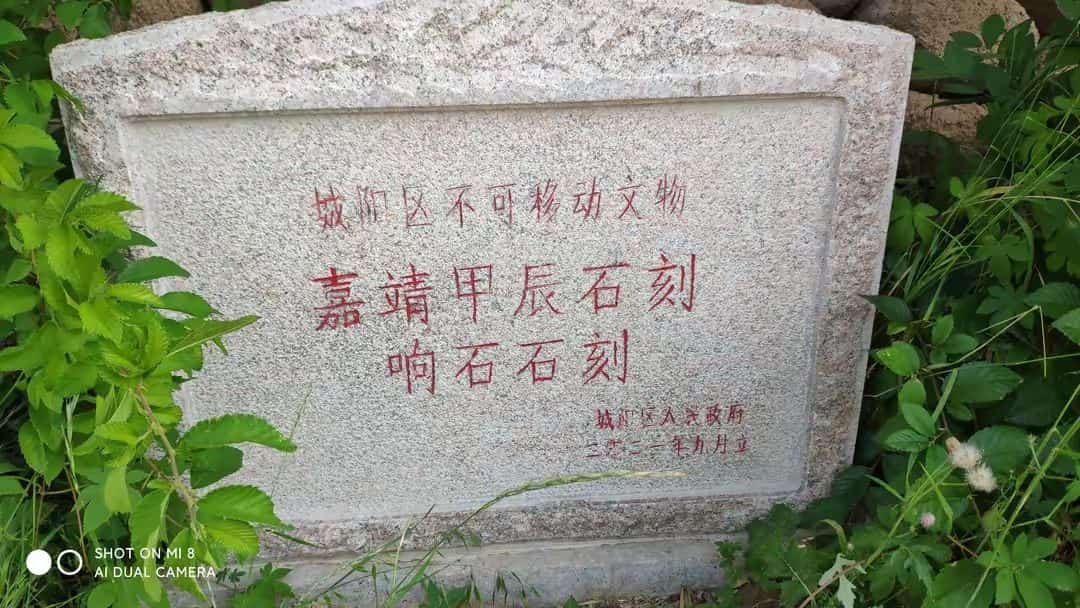 城阳区不可移动文物
嘉靖甲辰石刻
响石石刻
城阳区人民政府
二〇二一年九月立
SHOT ON MI 8
AI DUAL CAMERA